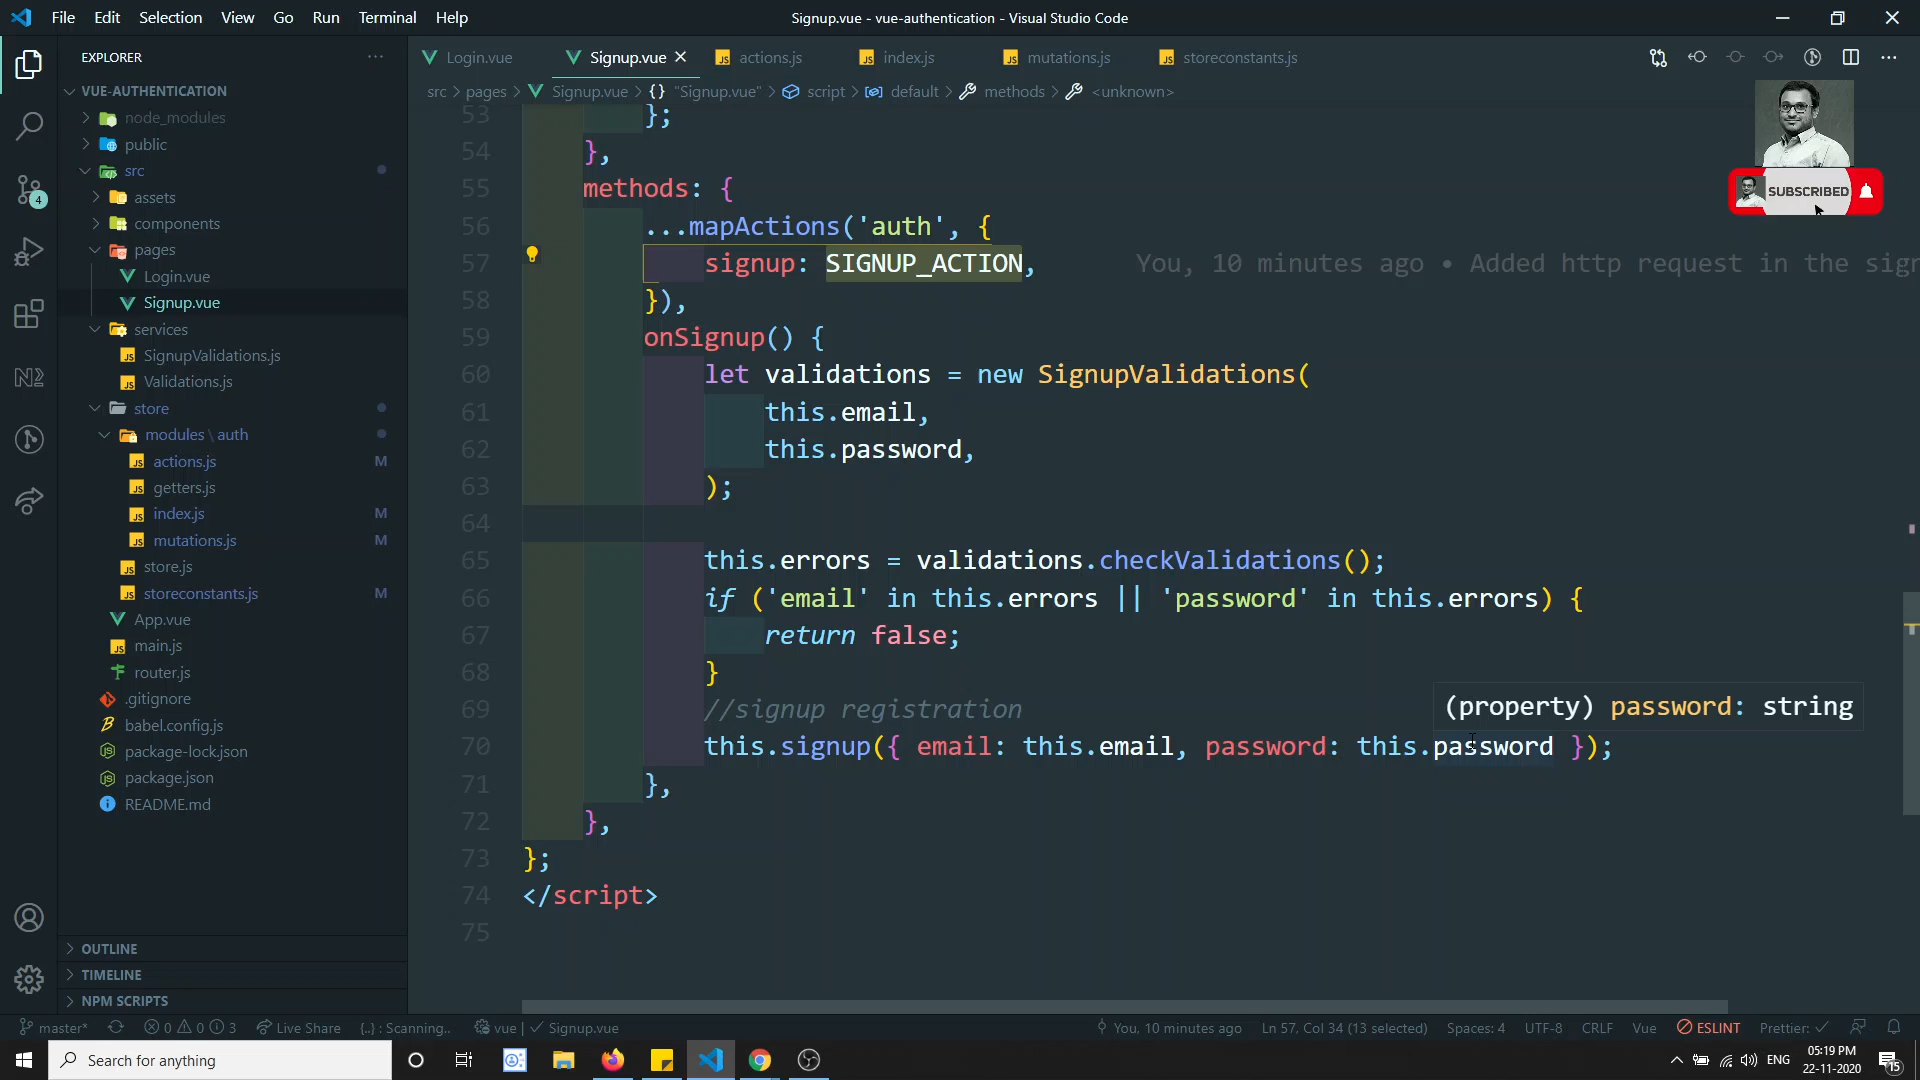 File Edit Selection View Go Run Terminal Help
Signup.vue - vue-authentication - Visual Studio Code
EXPLORER ...
Login.vue Signup.vue actions.js index.js mutations.js storeconstants.js
src > pages > Signup.vue > {} "Signup.vue" > script > default > methods > <unknown>
VUE-AUTHENTICATION
node_modules
public
src
assets
components
pages
Login.vue
Signup.vue
services
SignupValidations.js
Validations.js
store
modules \ auth
actions.js M
getters.js
index.js M
mutations.js M
store.js
storeconstants.js M
App.vue
main.js
router.js
.gitignore
babel.config.js
package-lock.json
package.json
README.md
OUTLINE
TIMELINE
NPM SCRIPTS
4
N2
53 };
54 },
55 methods: {
56 ...mapActions('auth', {
57 signup: SIGNUP_ACTION, You, 10 minutes ago • Added http request in the sign
58 }),
59 onSignup() {
60 let validations = new SignupValidations(
61 this.email,
62 this.password,
63 );
64
65 this.errors = validations.checkValidations();
66 if ('email' in this.errors || 'password' in this.errors) {
67 return false;
68 }
69 //signup registration
70 this.signup({ email: this.email, password: this.password });
71 },
72 },
73 };
74 </script>
75
(property) password: string
SUBSCRIBED
master* 0 0 3 Live Share {..} : Scanning.. vue | Signup.vue You, 10 minutes ago Ln 57, Col 34 (13 selected) Spaces: 4 UTF-8 CRLF Vue ESLINT Prettier: ✓
Search for anything
ENG 05:19 PM
22-11-2020
15